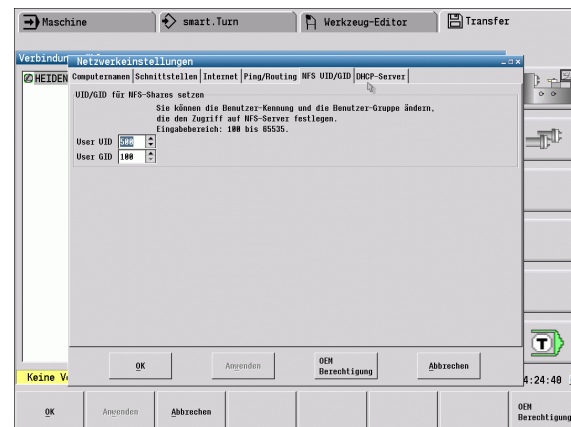 Maschine
smart.Turn
Werkzeug-Editor
Transfer
Netzwerkeinstellungen
HEIDEN
Computernamen Schnittstellen Internet Ping/Routing NFS UID/GID DHCP-Server
UID/GID für NFS-Shares setzen
Sie können die Benutzer-Kennung und die Benutzer-Gruppe ändern,
die den Zugriff auf NFS-Server festlegen.
Eingabebereich: 100 bis 65535.
User UID 500
User GID 100
OK
Anwenden
OEM
Berechtigung
Abbrechen
Keine
4:24:40
OK
Anwenden
Abbrechen
OEM
Berechtigung